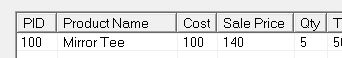 PID Product Name Cost Sale Price Qty
100 Mirror Tee 100 140 5